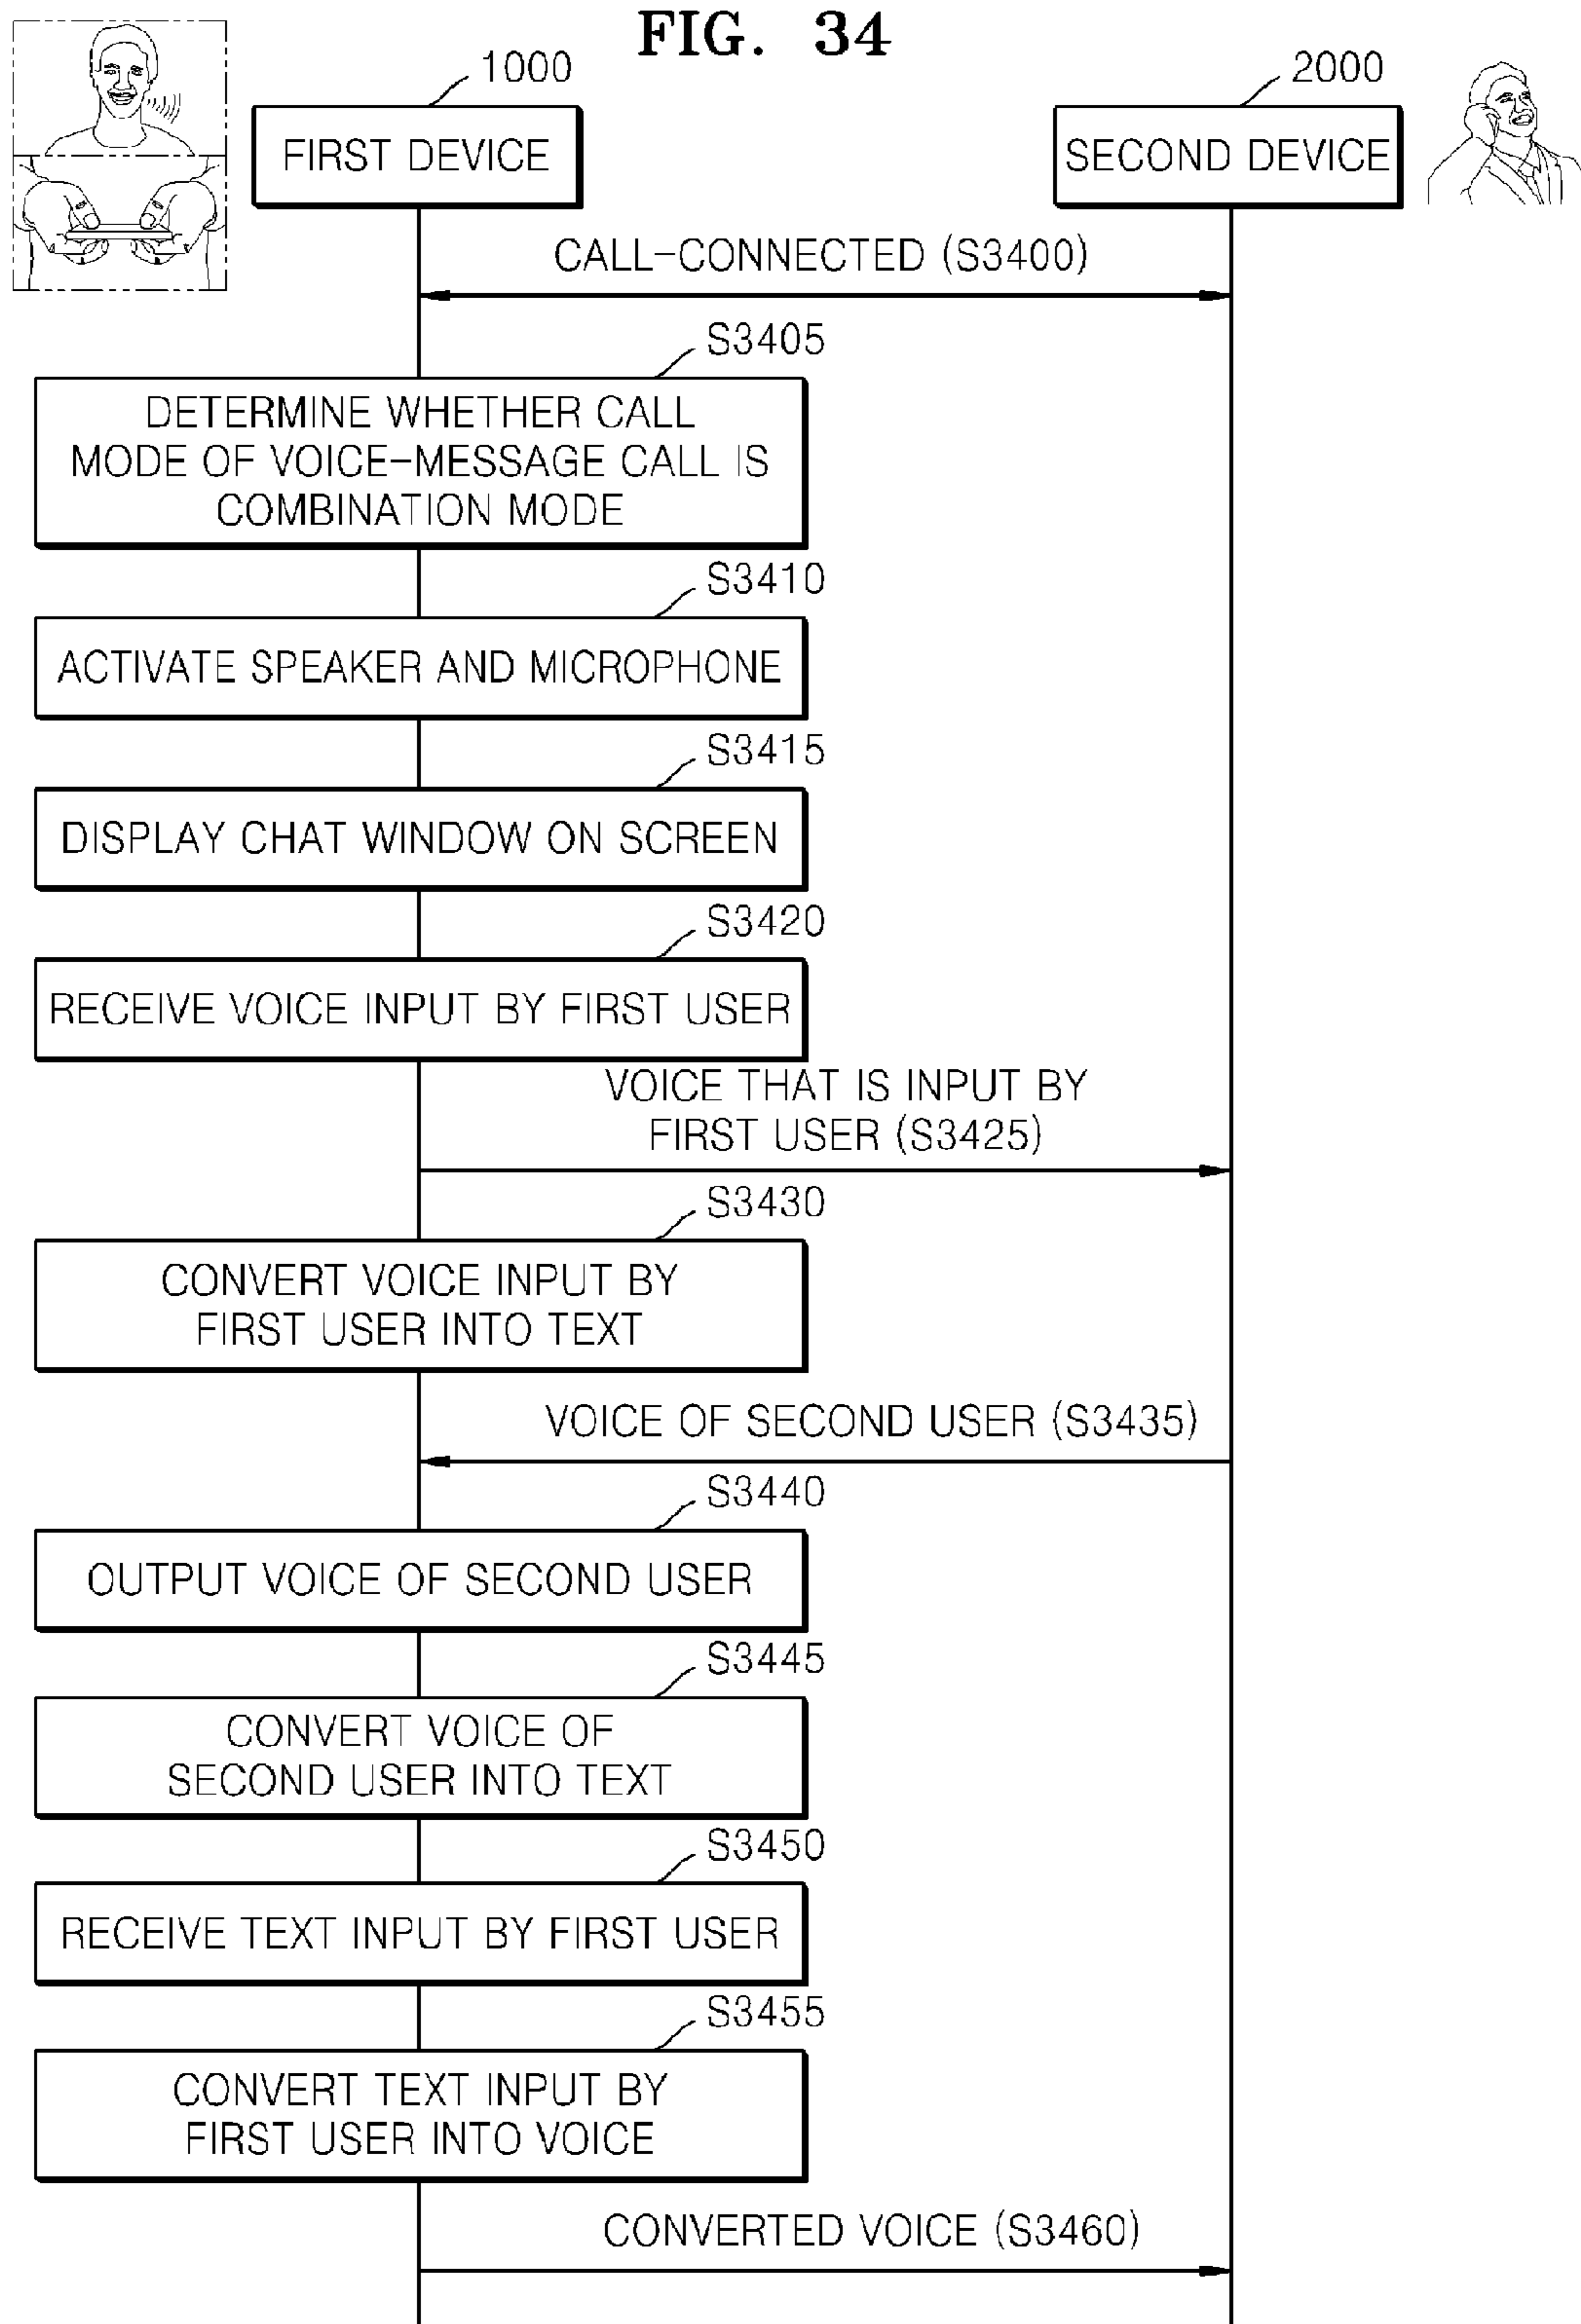 FIG. 34
1000
2000
FIRST DEVICE
SECOND DEVICE
CALL-CONNECTED (S3400)
S3405
DETERMINE WHETHER CALL
MODE OF VOICE-MESSAGE CALL IS
COMBINATION MODE
S3410
ACTIVATE SPEAKER AND MICROPHONE
S3415
DISPLAY CHAT WINDOW ON SCREEN
S3420
RECEIVE VOICE INPUT BY FIRST USER
VOICE THAT IS INPUT BY
FIRST USER (S3425)
S3430
CONVERT VOICE INPUT BY
FIRST USER INTO TEXT
VOICE OF SECOND USER (S3435)
S3440
OUTPUT VOICE OF SECOND USER
S3445
CONVERT VOICE OF
SECOND USER INTO TEXT
S3450
RECEIVE TEXT INPUT BY FIRST USER
S3455
CONVERT TEXT INPUT BY
FIRST USER INTO VOICE
CONVERTED VOICE (S3460)